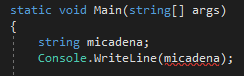 static void Main(string[] args)
{
    string micadena;
    Console.WriteLine(micadena);